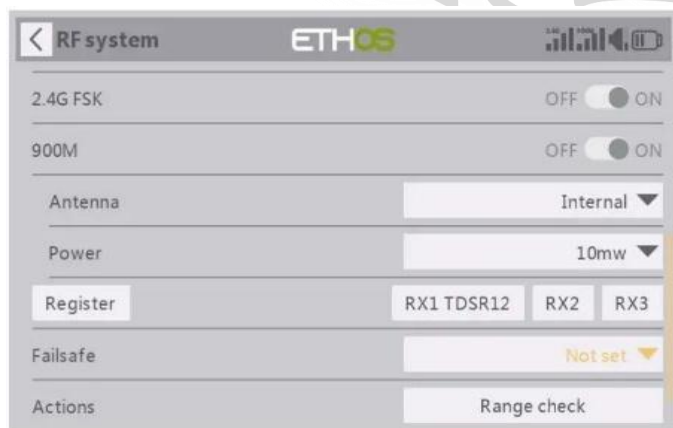 RF system ETHOS
2.4G FSK OFF ON
900M OFF ON
Antenna Internal
Power 10mw
Register RX1 TDSR12 RX2 RX3
Failsafe Not set
Actions Range check